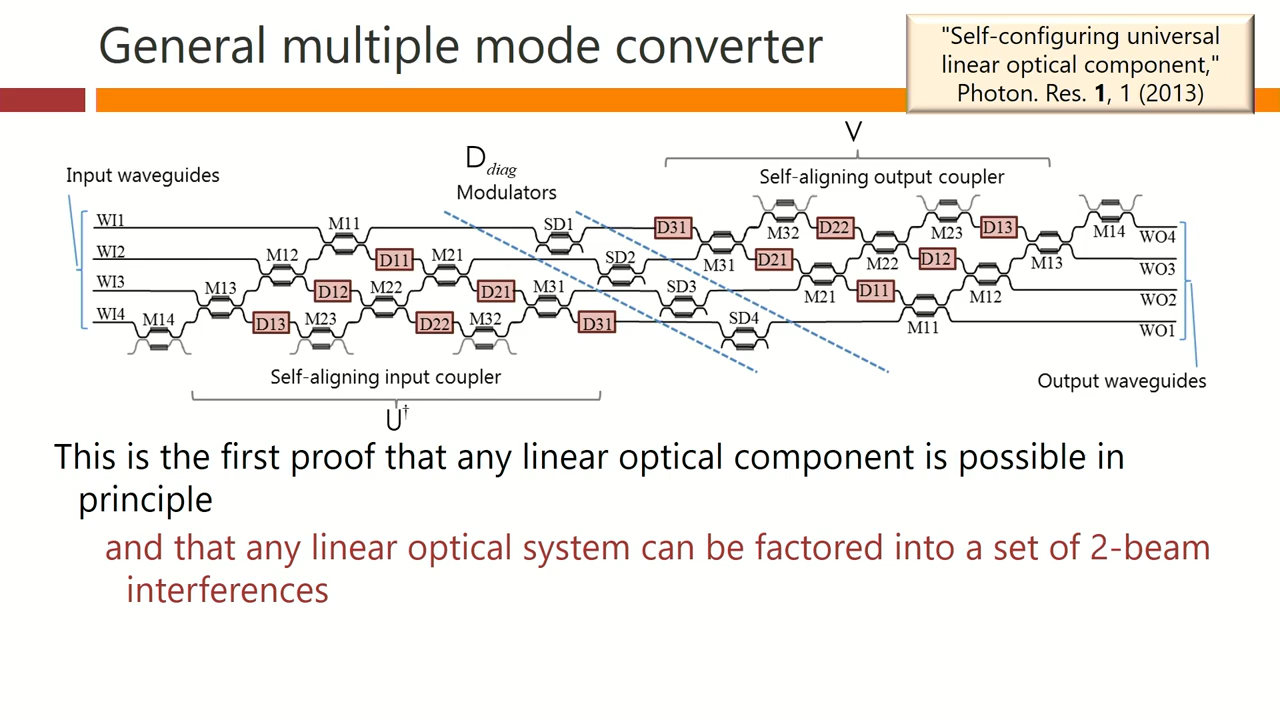 General multiple mode converter
"Self-configuring universal
linear optical component,"
Photon. Res. 1, 1 (2013)
V
D diag
Modulators
Self-aligning output coupler
Input waveguides
WI1
WI2
WI3
WI4
M14
M13
M12
M11
D13
D12
D11
M23
M22
M21
D22
D21
M32
M31
D31
SD1
SD2
SD3
SD4
D31
M31
M32
D21
D22
M21
M22
M23
D11
D12
D13
M11
M12
M13
M14
WO4
WO3
WO2
WO1
Self-aligning input coupler
Output waveguides
U†
This is the first proof that any linear optical component is possible in
principle
and that any linear optical system can be factored into a set of 2-beam
interferences